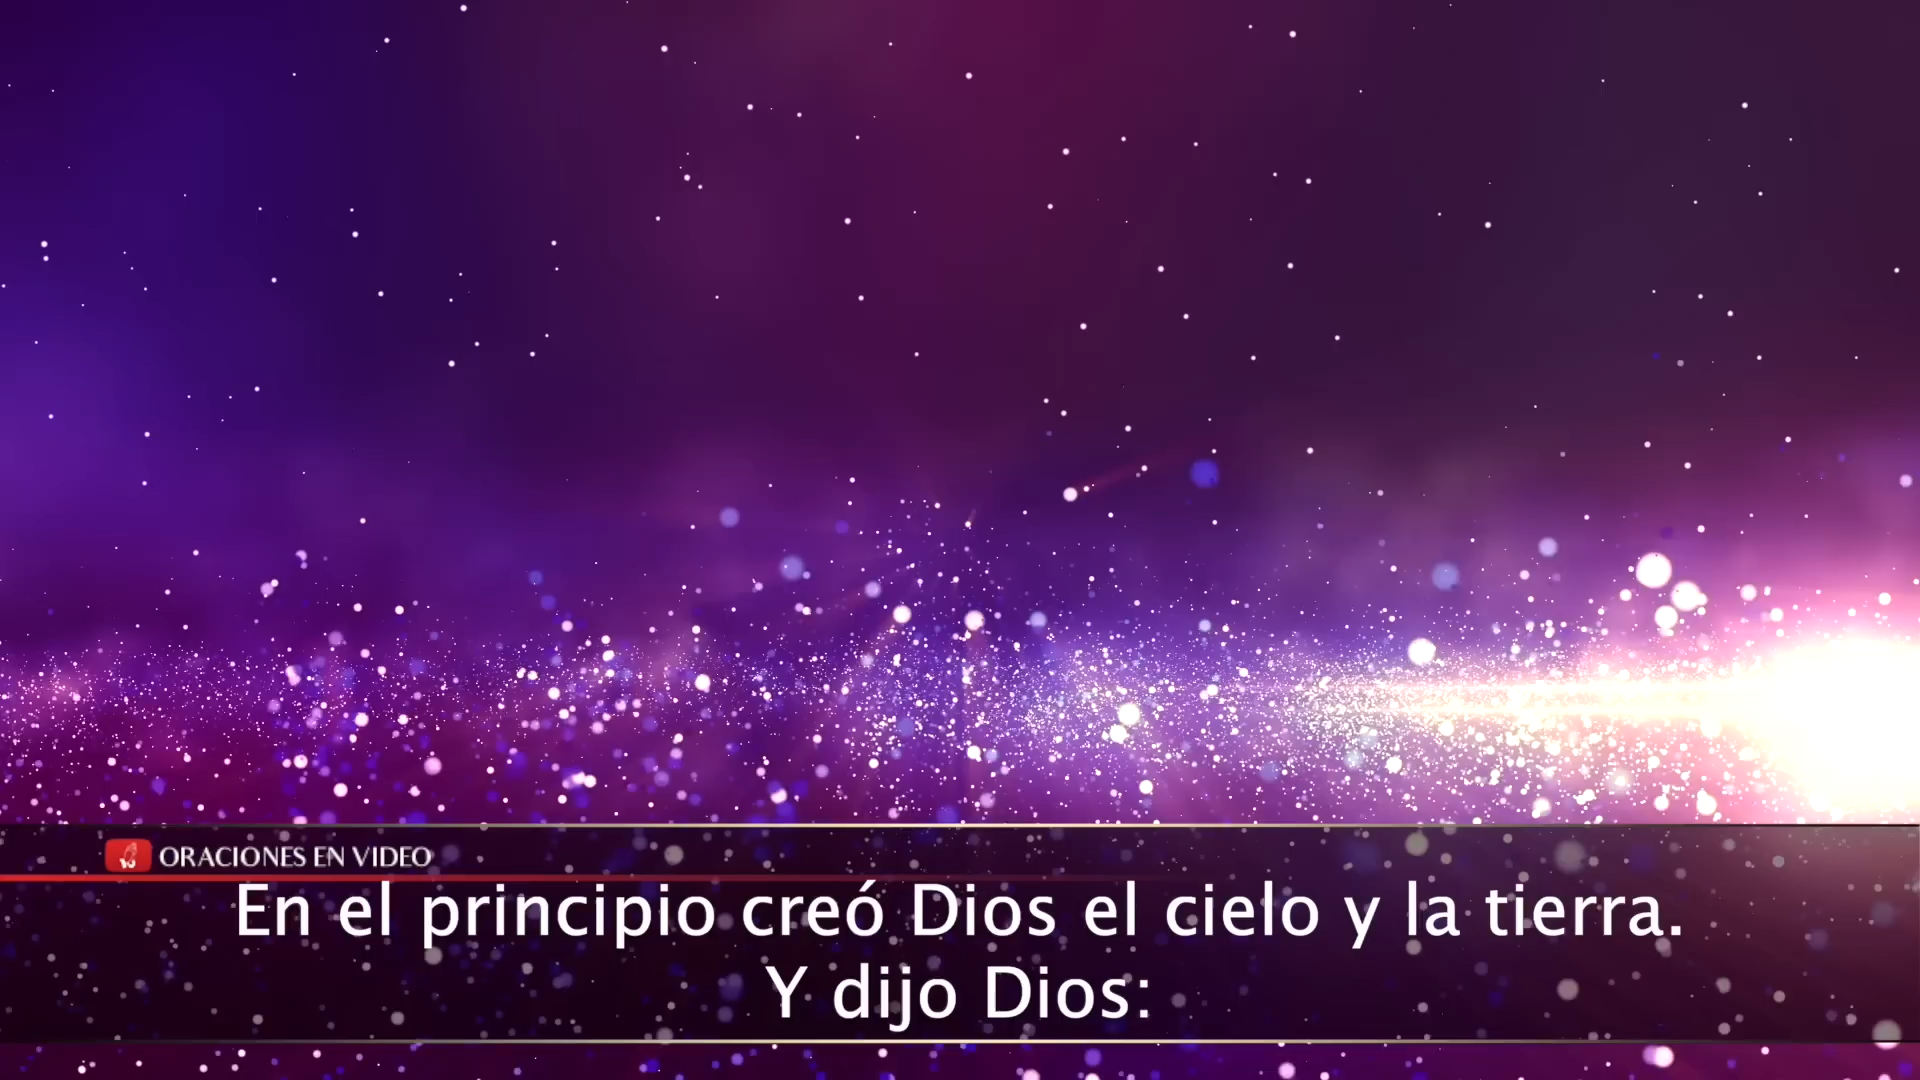 ORACIONES EN VIDEO
En el principio creó Dios el cielo y la tierra.
Y dijo Dios: